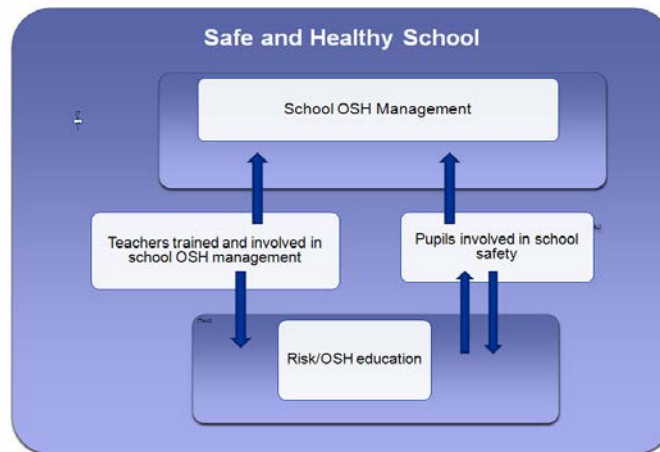 Safe and Healthy School
School OSH Management
Teachers trained and involved in
school OSH management
Pupils involved in school
safety
Risk/OSH education